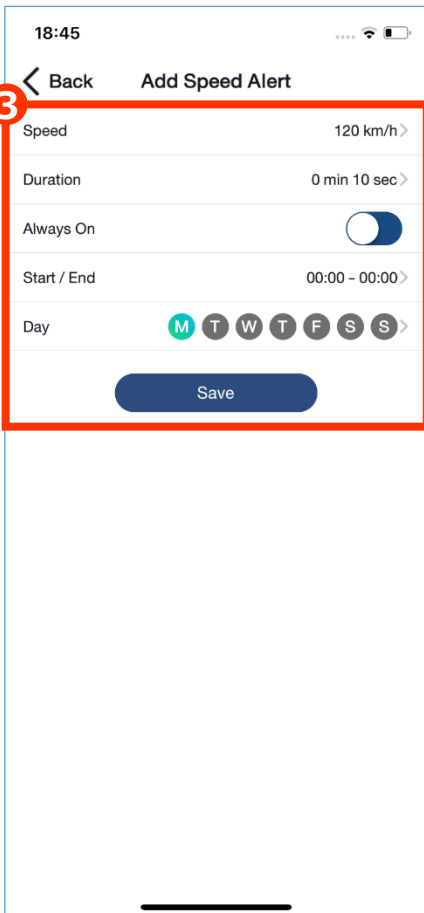 18:45
Back Add Speed Alert
3
Speed 120 km/h
Duration 0 min 10 sec
Always On
Start / End 00:00 - 00:00
Day M T W T F S S
Save